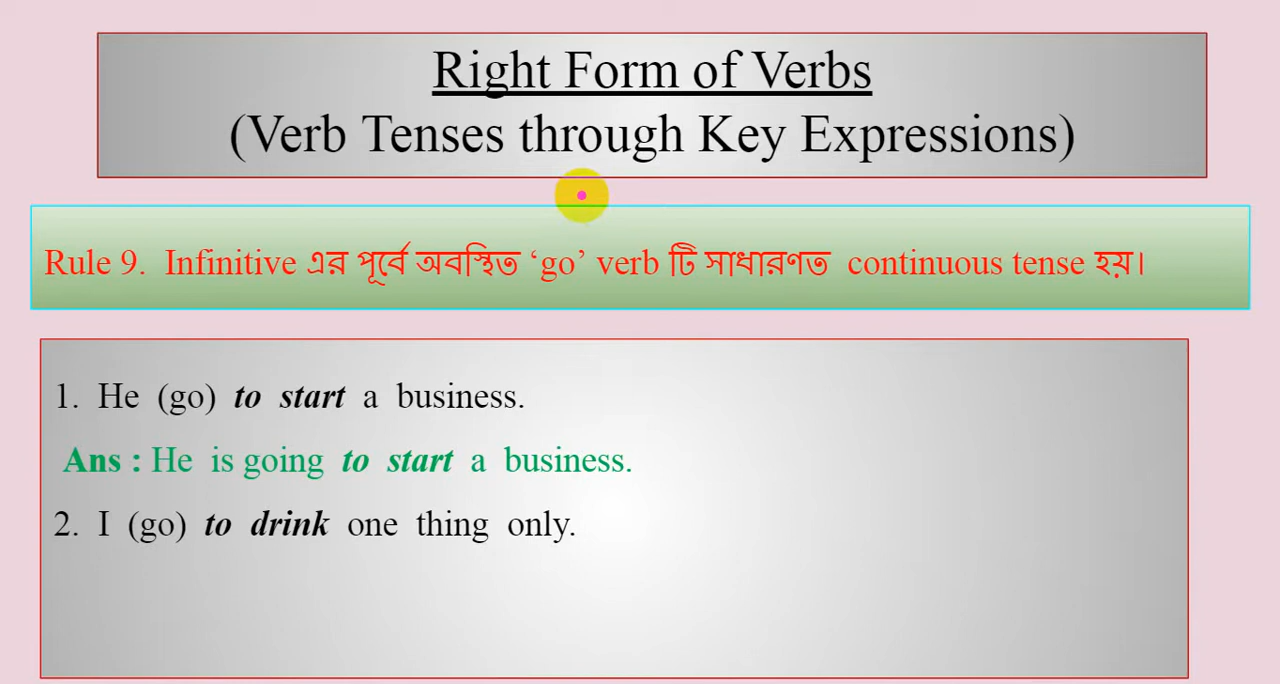 Right Form of Verbs
(Verb Tenses through Key Expressions)
Rule 9. Infinitive এর পূর্বে অবস্থিত ‘go’ verb টি সাধারণত continuous tense হয়।
1. He (go) to start a business.
Ans : He is going to start a business.
2. I (go) to drink one thing only.